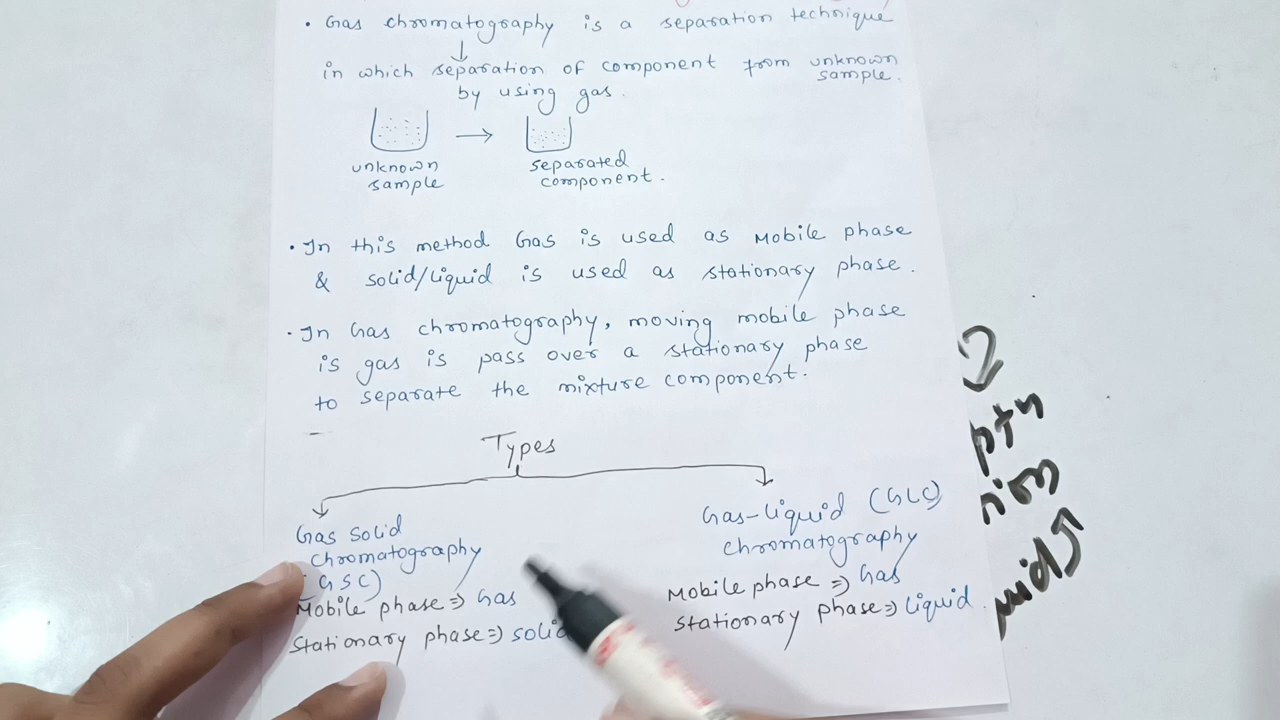 • Gas chromatography is a separation technique
in which separation of component from unknown
sample.
by using gas.
unknown
sample
separated
component.
• In this method Gas is used as Mobile phase
& solid/liquid is used as stationary phase.
• In Gas chromatography, moving mobile phase
is gas is pass over a stationary phase
to separate the mixture component.
Types
Gas solid
chromatography
(GSC)
Mobile phase => Gas
Stationary phase => solid
Gas-liquid (GLC)
chromatography
Mobile phase => Gas
Stationary phase => liquid.